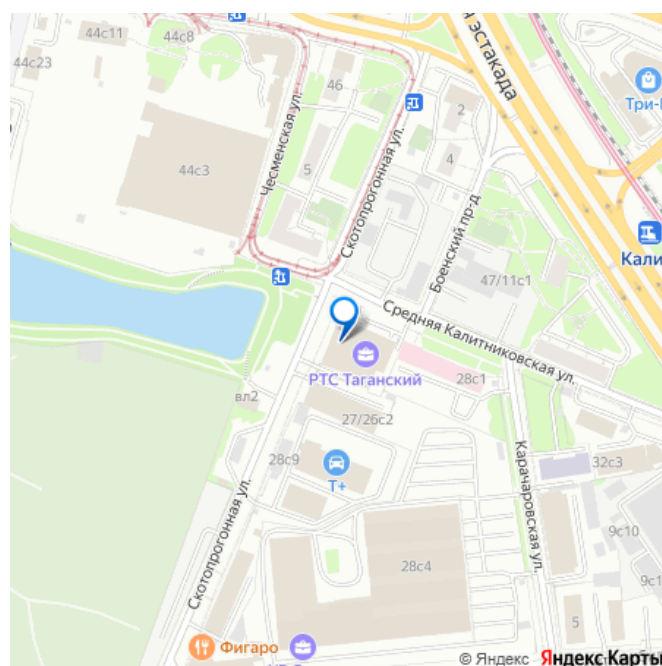 44с11
44с8
44с23
я эстакада
46
2
Три-
Чесменская ул.
Скотопрогонная ул.
5
4
44с3
Боенский пр-д
Кали
47/11с1
Средняя Калитниковская ул.
РТС Таганский
28с1
вл2
27/26с2
28с9
Т+
Карачаровская ул.
32с3
Скотопрогонная ул.
9с10
28с4
9с1
5
Фигаро
© Яндекс Яндекс Карты